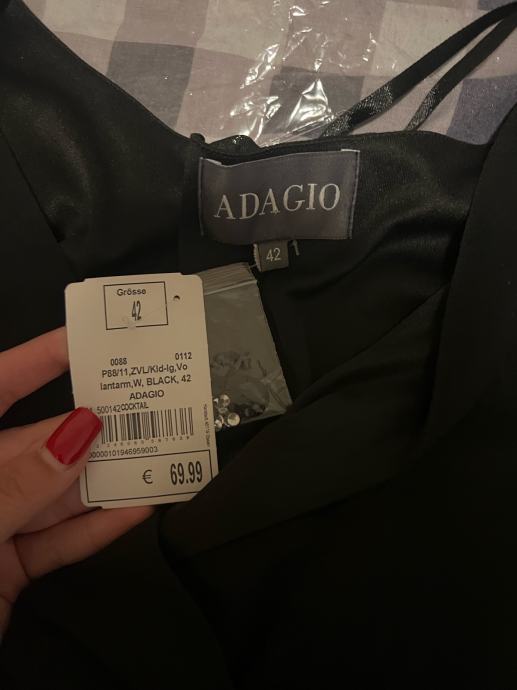 ADAGIO
42
Grösse
42
0088 0112
P88/11,ZVL/Kld-lg,Vo
lantarm,W, BLACK, 42
ADAGIO
500142COCKTAIL
0000101946959003
€ 69.99